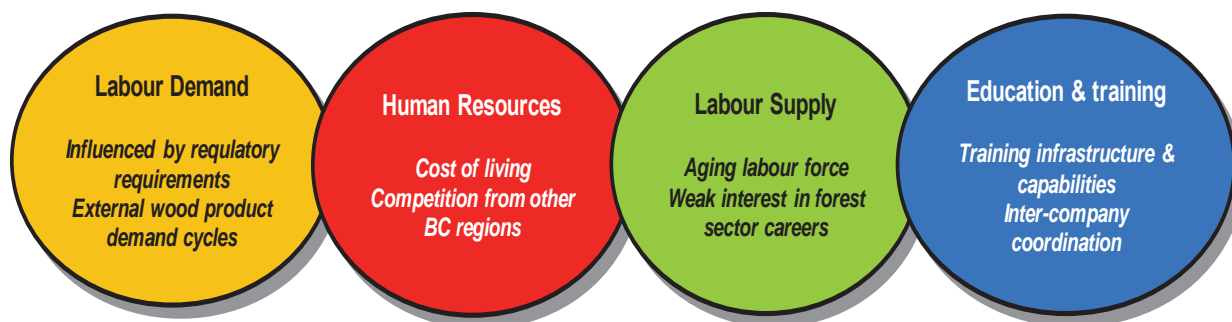 Labour Demand
Influenced by requlatory
requirements
External wood product
demand cycles
Human Resources
Cost of living
Competition from other
BC regions
Labour Supply
Aging labour force
Weak interest in forest
sector careers
Education & training
Training infrastructure &
capabilities
Inter-company
coordination